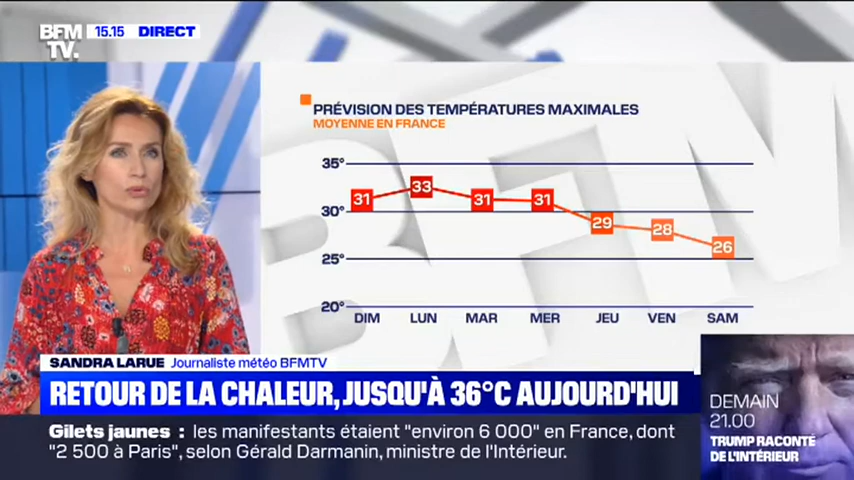 BFM
TV.
15.15 DIRECT
PRÉVISION DES TEMPÉRATURES MAXIMALES
MOYENNE EN FRANCE
35°
30°
25°
20°
31
33
31
31
29
28
26
DIM LUN MAR MER JEU VEN SAM
BFM
SANDRA LARUE Journaliste météo BFMTV
RETOUR DE LA CHALEUR, JUSQU'À 36°C AUJOURD'HUI
Gilets jaunes : les manifestants étaient "environ 6 000" en France, dont
"2 500 à Paris", selon Gérald Darmanin, ministre de l'Intérieur.
DEMAIN
21.00
TRUMP RACONTÉ
DE L'INTÉRIEUR